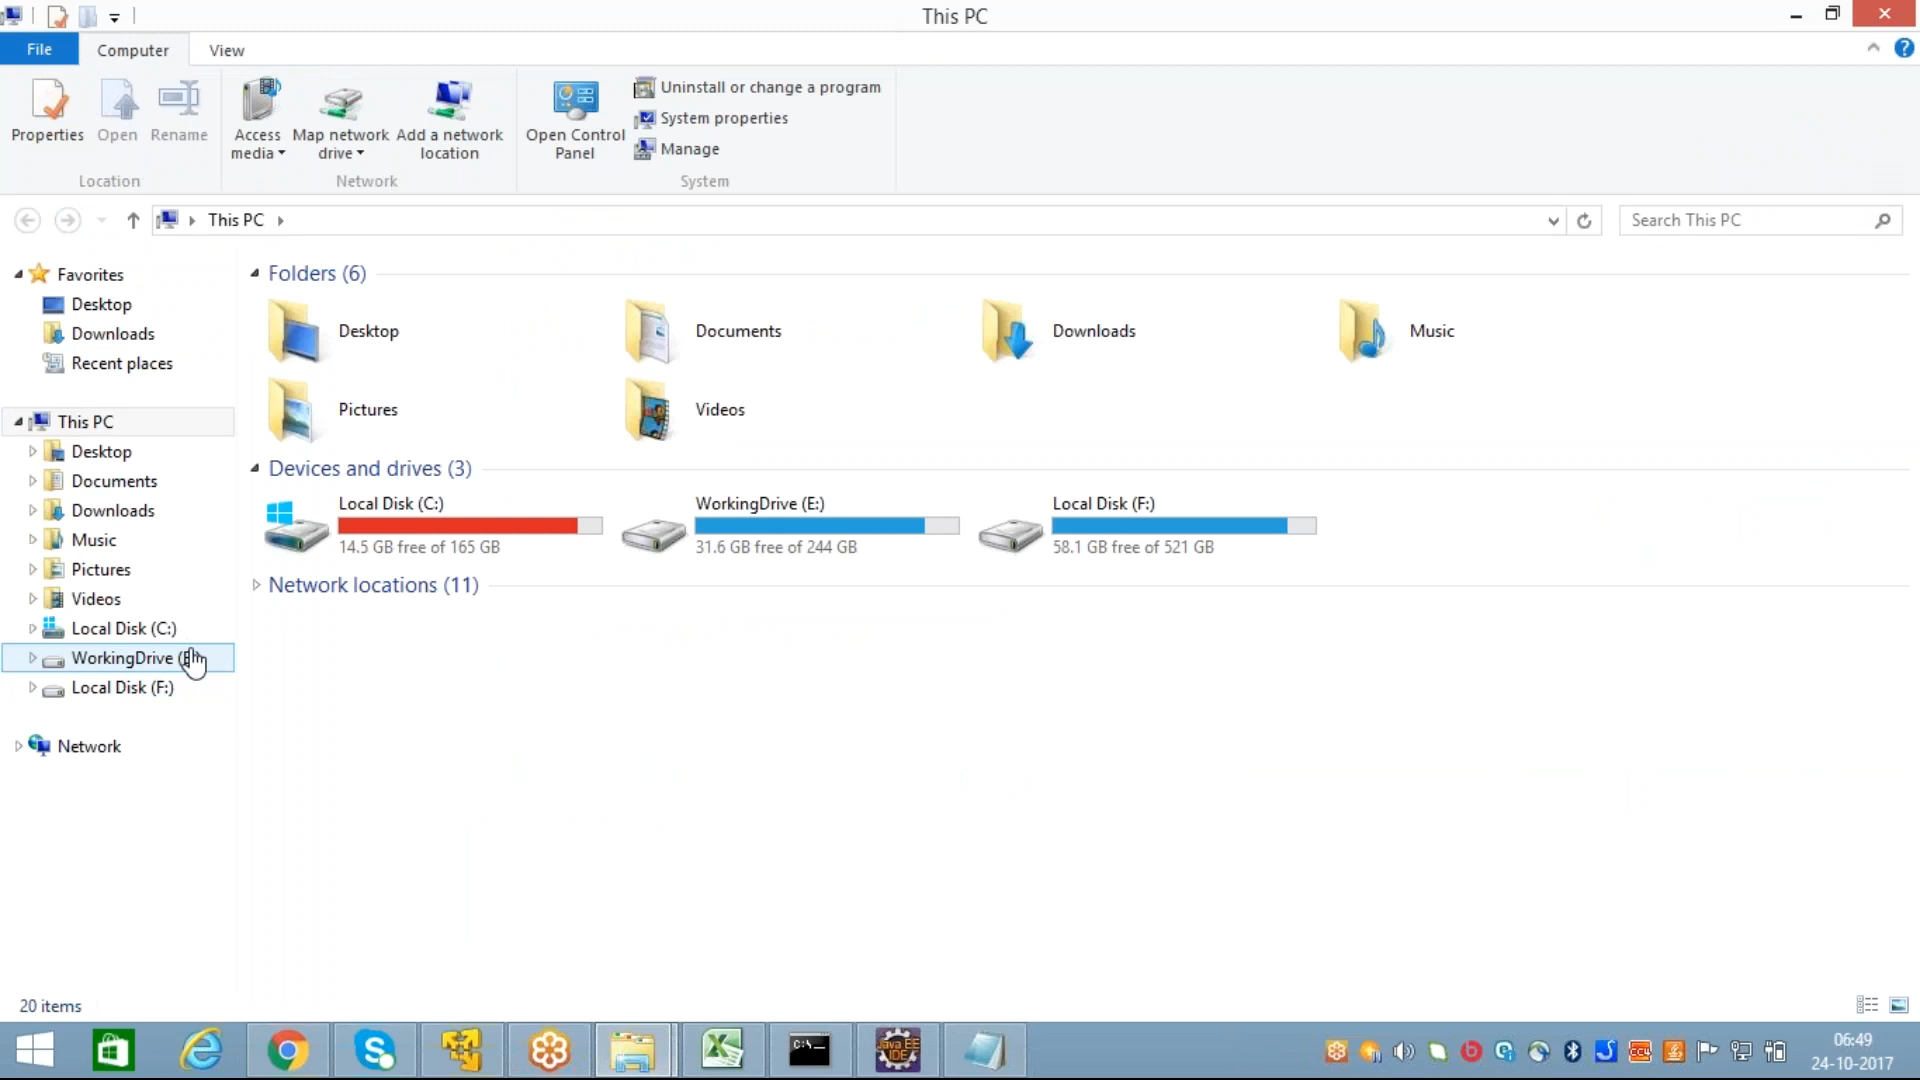 This PC
File Computer View
Properties Open Rename Access media Map network drive Add a network location Open Control Panel Uninstall or change a program
System properties
Manage
Location Network System
This PC Search This PC
Favorites
Desktop
Downloads
Recent places
This PC
Desktop
Documents
Downloads
Music
Pictures
Videos
Local Disk (C:)
WorkingDrive
Local Disk (F:)
Network
Folders (6)
Desktop Documents Downloads Music
Pictures Videos
Devices and drives (3)
Local Disk (C:) WorkingDrive (E:) Local Disk (F:)
14.5 GB free of 165 GB 31.6 GB free of 244 GB 58.1 GB free of 521 GB
Network locations (11)
20 items
C:\_
Java EE
IDE
06:49
24-10-2017